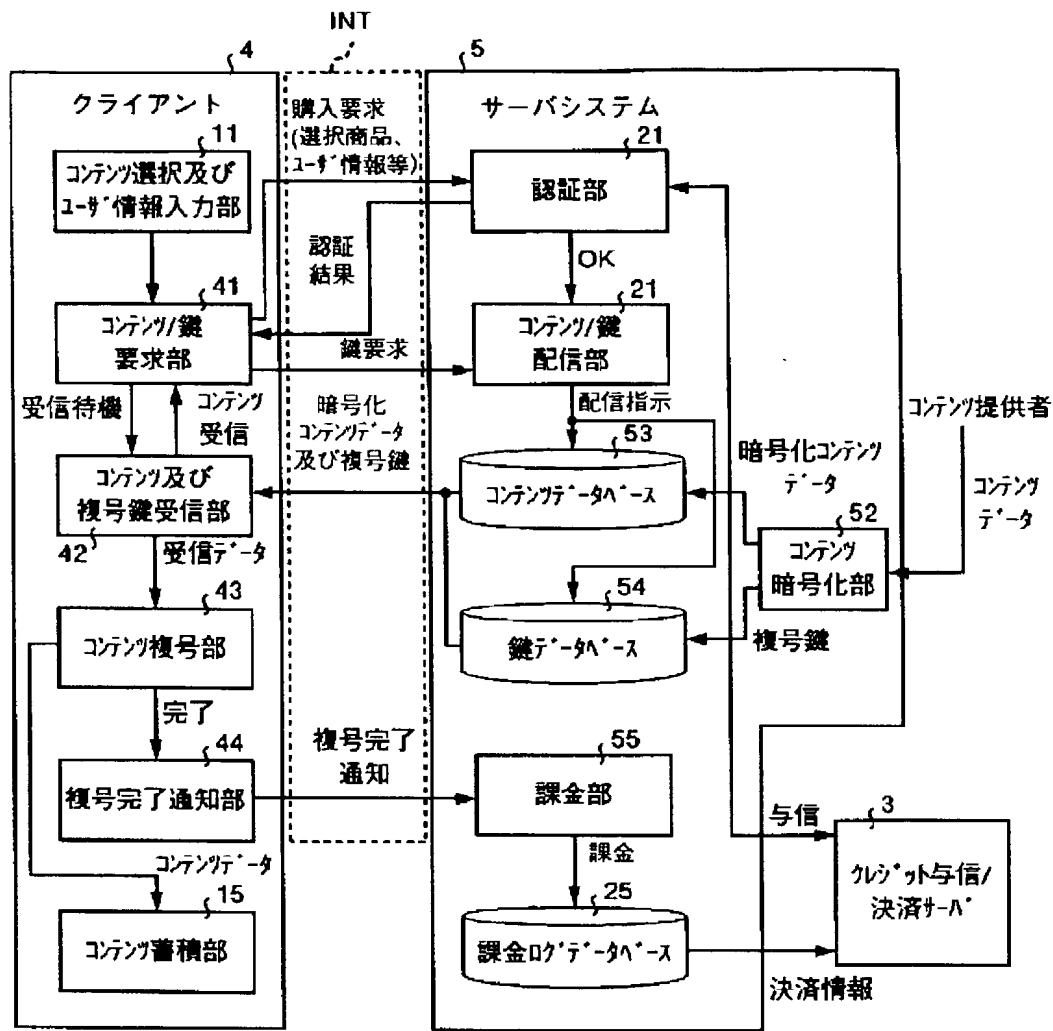 INT
4
クライアント
11
コンテンツ選択及び
ユーザ情報入力部
41
コンテンツ/鍵
要求部
受信待機
コンテンツ
受信
コンテンツ及び
複号鍵受信部
42
受信データ
43
コンテンツ複号部
完了
44
複号完了通知部
コンテンツデータ
15
コンテンツ蓄積部
購入要求
(選択商品、
ユーザ情報等)
認証
結果
鍵要求
暗号化
コンテンツデータ
及び複号鍵
複号完了
通知
5
サーバシステム
21
認証部
OK
21
コンテンツ/鍵
配信部
配信指示
53
コンテンツデータベース
暗号化コンテンツ
データ
52
コンテンツ
暗号化部
54
鍵データベース
複号鍵
55
課金部
課金
25
課金ログデータベース
コンテンツ提供者
コンテンツ
データ
与信
3
クレジット与信/
決済サーバ
決済情報